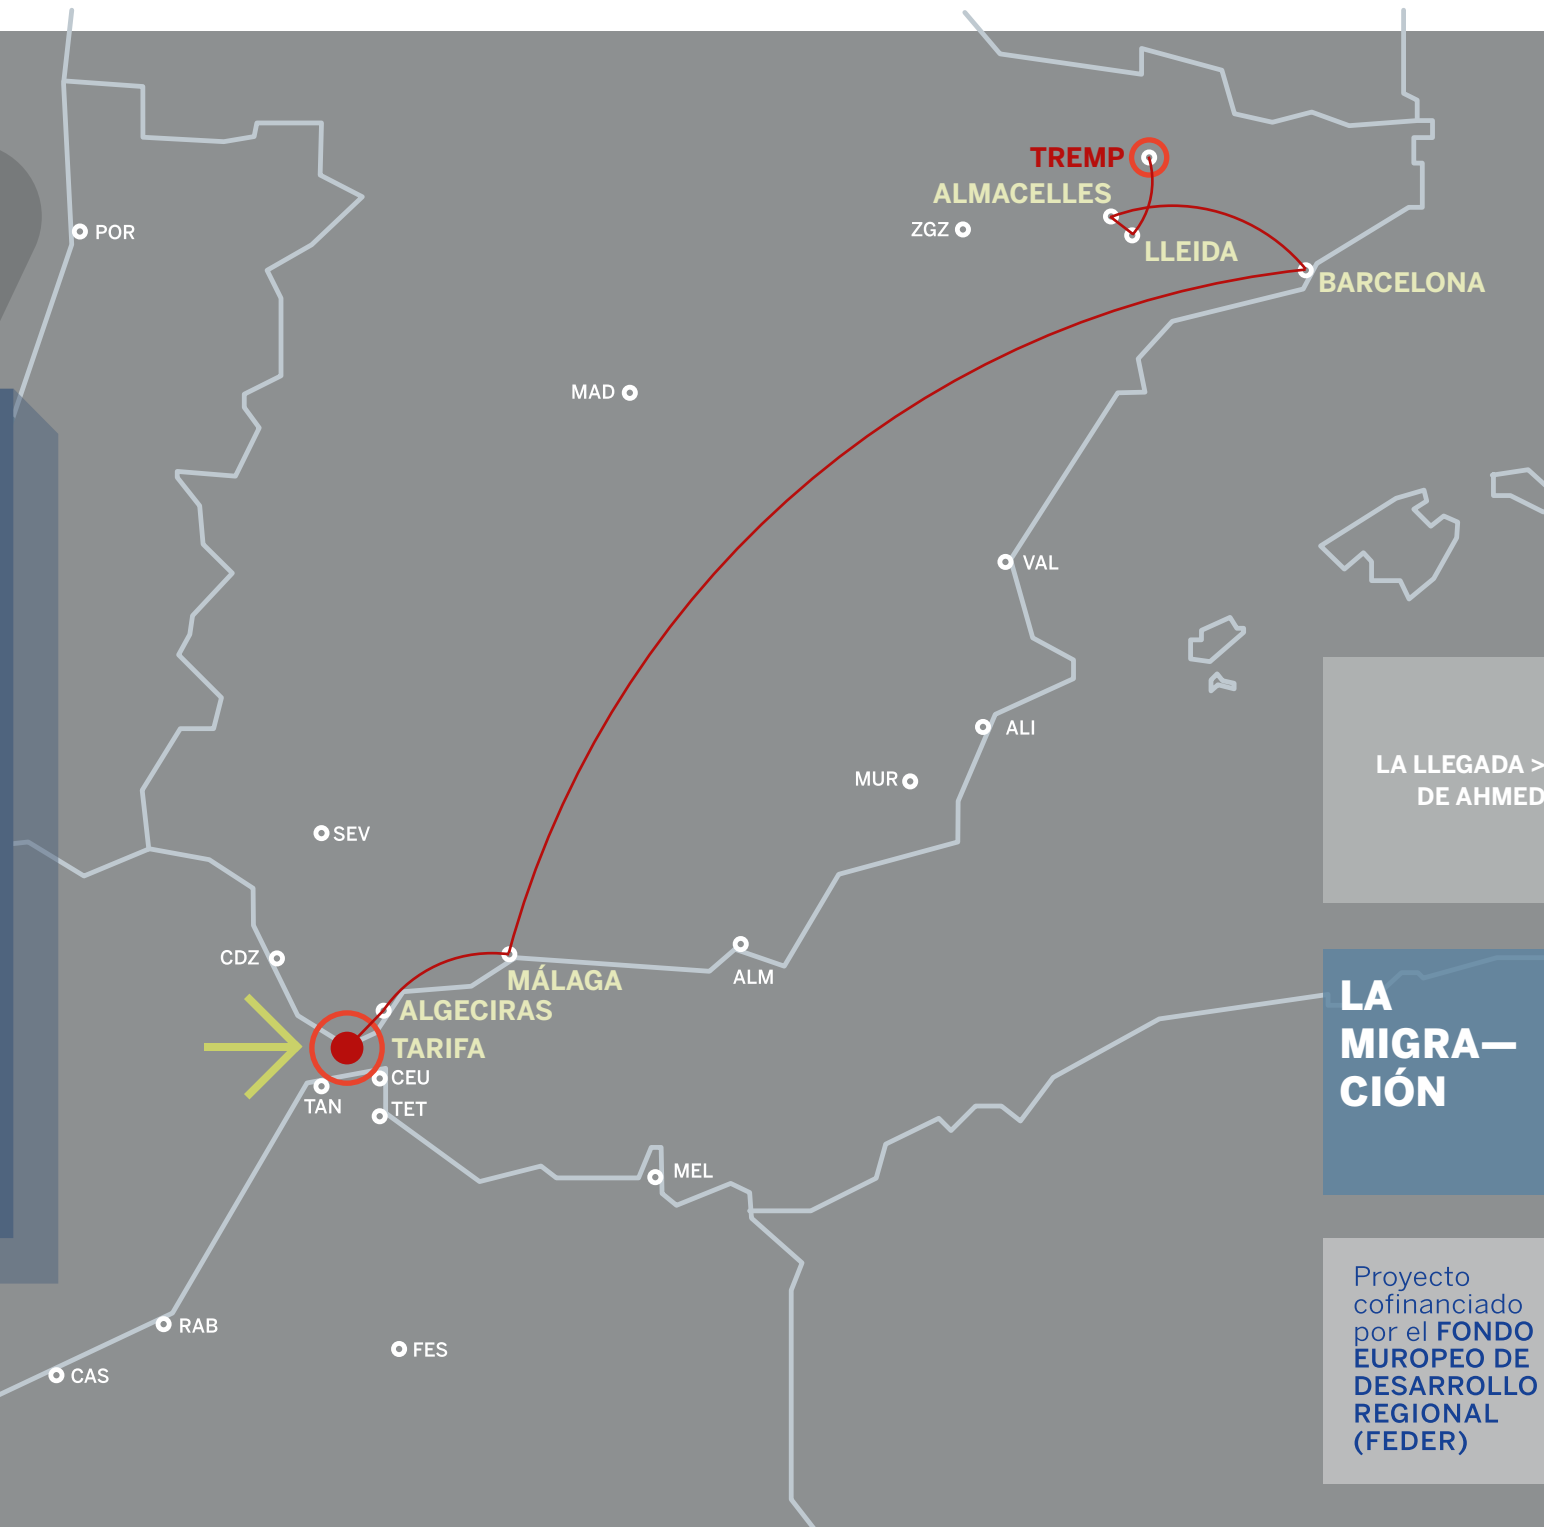 TREMP
ALMACELLES
ZGZ
POR
LLEIDA
BARCELONA
MAD
VAL
ALI
MUR
SEV
CDZ
ALM
MÁLAGA
ALGECIRAS
TARIFA
CEU
TAN
TET
MEL
RAB
FES
CAS
LA LLEGADA >
DE AHMED
LA
MIGRA—
CIÓN
Proyecto
cofinanciado
por el FONDO
EUROPEO DE
DESARROLLO
REGIONAL
(FEDER)